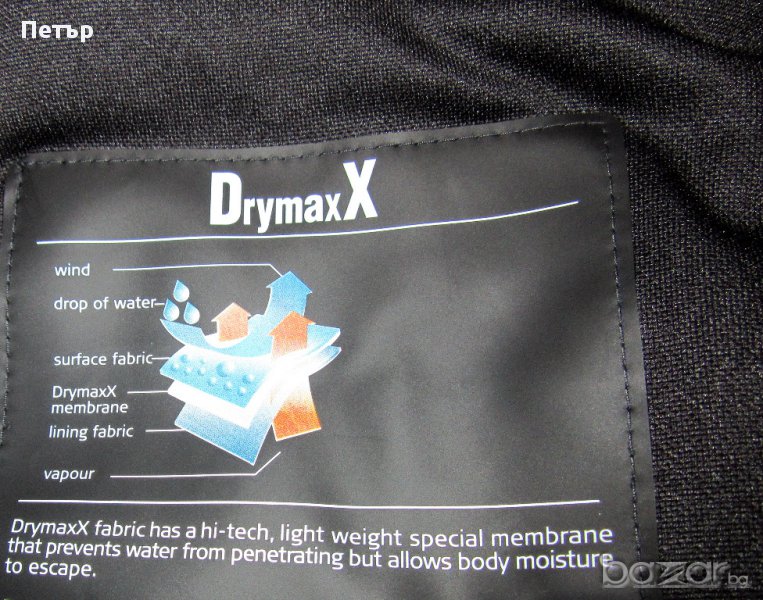 Петър
DrymaxX
wind
drop of water
surface fabric
DrymaxX
membrane
lining fabric
vapour
DrymaxX fabric has a hi-tech, light weight special membrane
that prevents water from penetrating but allows body moisture
to escape.
bazar.bg